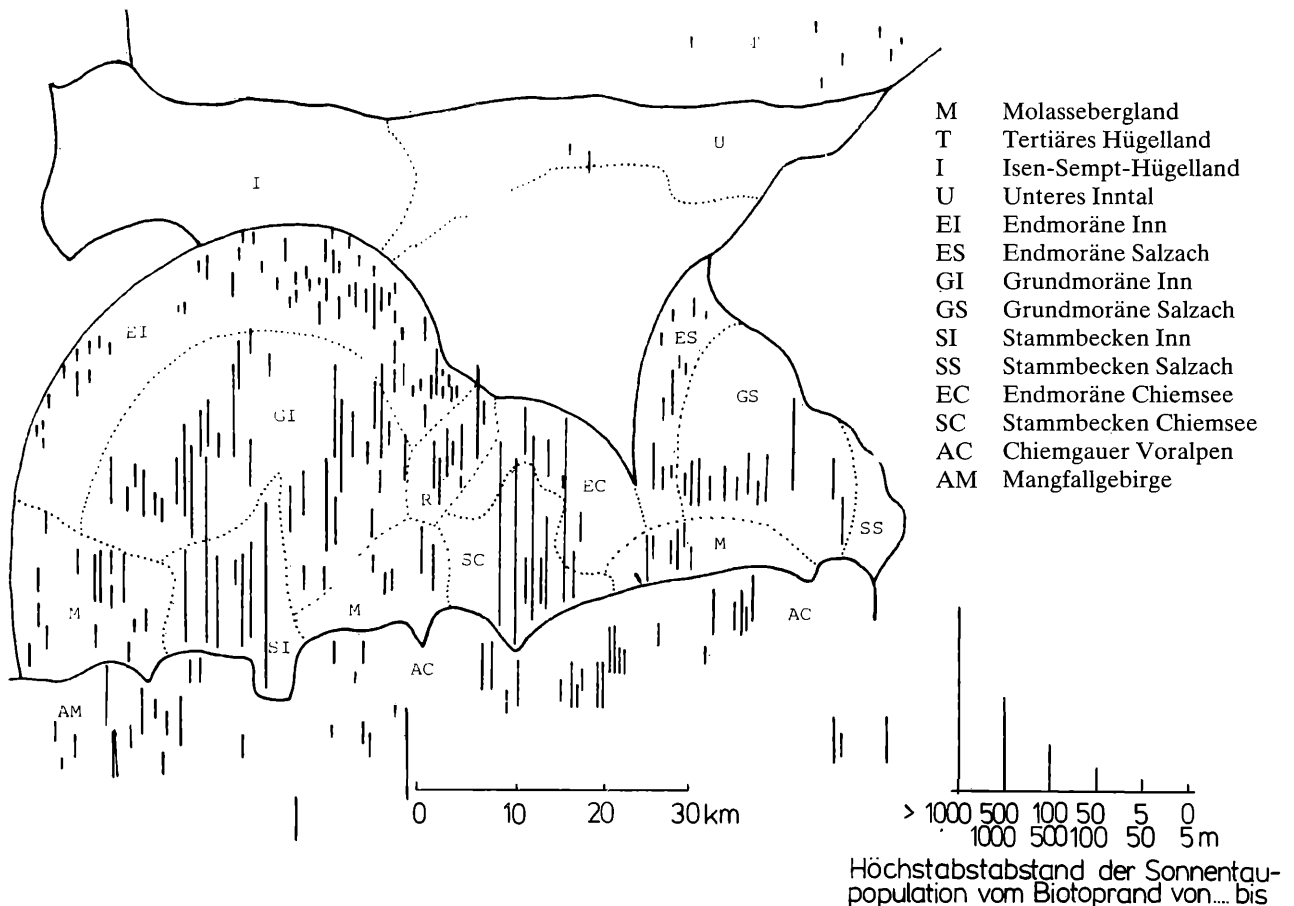 T
U
I
M Molassebergland
T Tertiäres Hügelland
I Isen-Sempt-Hügelland
U Unteres Inntal
EI Endmoräne Inn
ES Endmoräne Salzach
GI Grundmoräne Inn
GS Grundmoräne Salzach
SI Stammbecken Inn
SS Stammbecken Salzach
EC Endmoräne Chiemsee
SC Stammbecken Chiemsee
AC Chiemgauer Voralpen
AM Mangfallgebirge
EI
ES
GS
GI
EC
R
SS
M
SC
M
M
AC
SI
AC
AM
0 10 20 30 km
> 1000 500 100 50 5 0
1000 500 100 50 5 m
Höchstabstabstand der Sonnentau-
population vom Biotoprand von.... bis